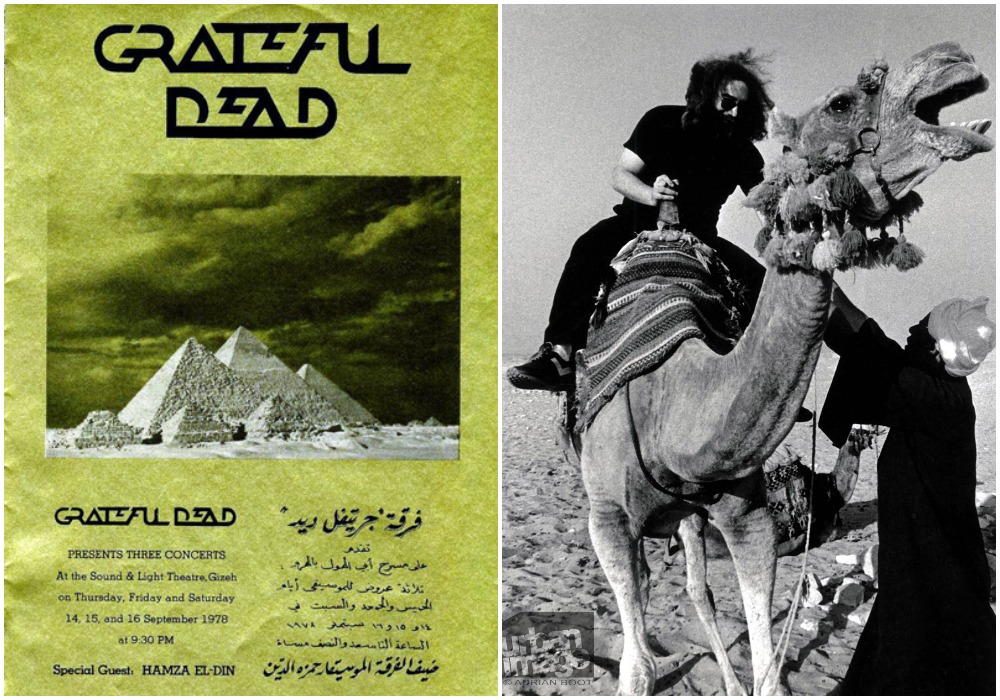 GRATEFUL
DEAD
GRATEFUL DEAD
PRESENTS THREE CONCERTS
At the Sound & Light Theatre, Gizeh
on Thursday, Friday and Saturday
14, 15, and 16 September 1978
at 9:30 PM
Special Guest: HAMZA EL-DIN
فرقة "جريتفل ديد"
تقدم
على مسرح أبي الهول بالهرم
ثلاثة عروض للموسيقى أيام
الخميس والجمعة والسبت في
١٤ و ١٥ و ١٦ سبتمبر ١٩٧٨
الساعة التاسعة والنصف مساء
ضيف الفرقة الموسيقار حمزه الدين
urban
images
© ADRIAN BOOT